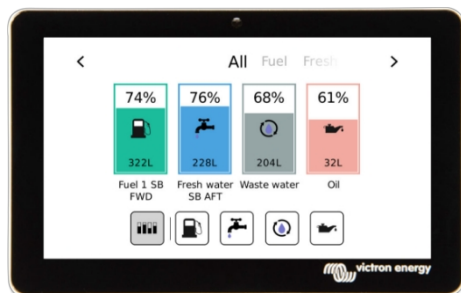 < All Fuel Fresh >
74% 76% 68% 61%
322L 228L 204L 32L
Fuel 1 SB Fresh water Waste water Oil
FWD SB AFT
victron energy